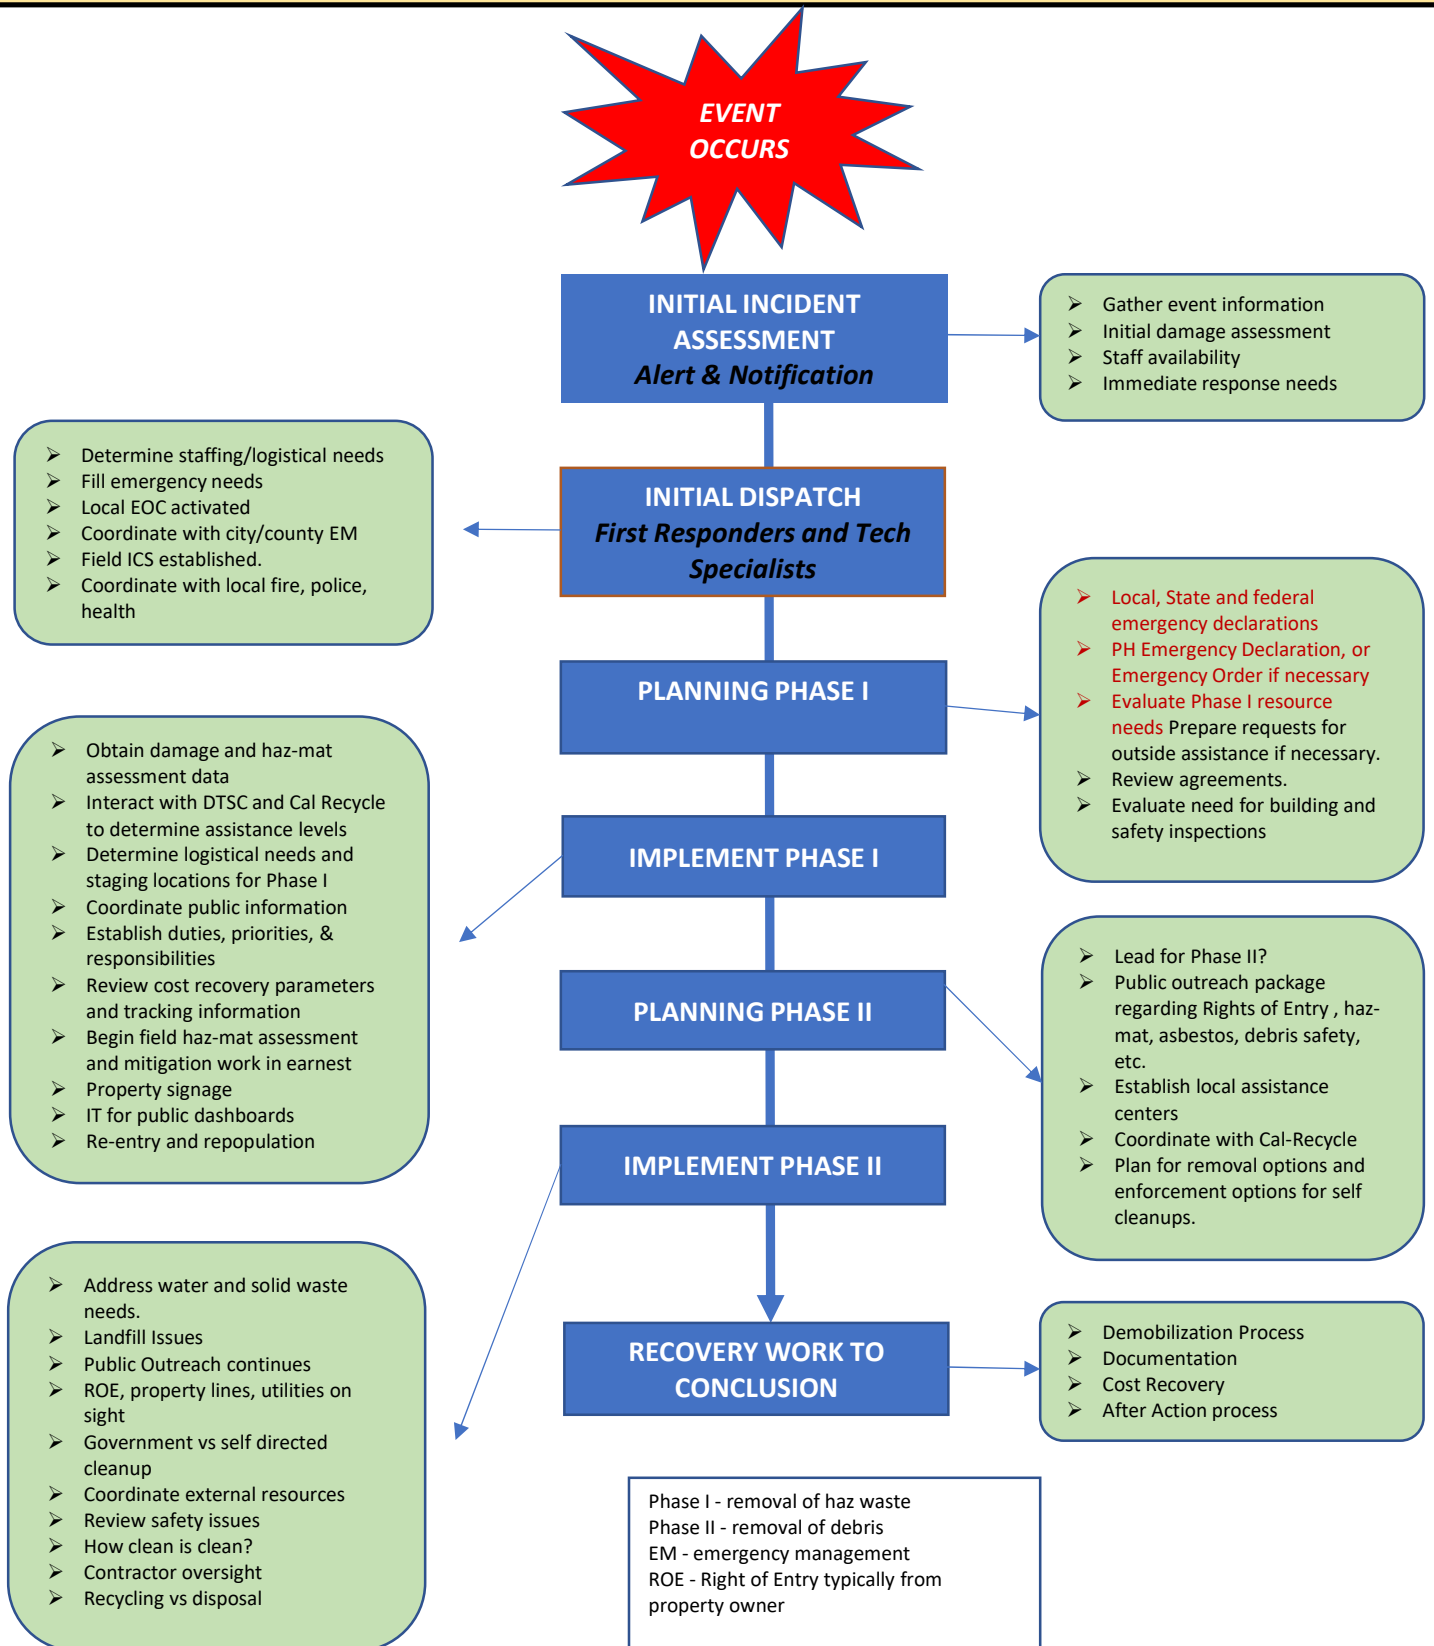 EVENT
OCCURS
INITIAL INCIDENT
ASSESSMENT
Alert & Notification
➢ Gather event information
➢ Initial damage assessment
➢ Staff availability
➢ Immediate response needs
INITIAL DISPATCH
First Responders and Tech
Specialists
➢ Determine staffing/logistical needs
➢ Fill emergency needs
➢ Local EOC activated
➢ Coordinate with city/county EM
➢ Field ICS established.
➢ Coordinate with local fire, police,
health
PLANNING PHASE I
➢ Local, State and federal
emergency declarations
➢ PH Emergency Declaration, or
Emergency Order if necessary
➢ Evaluate Phase I resource
needs Prepare requests for
outside assistance if necessary.
➢ Review agreements.
➢ Evaluate need for building and
safety inspections
IMPLEMENT PHASE I
➢ Obtain damage and haz-mat
assessment data
➢ Interact with DTSC and Cal Recycle
to determine assistance levels
➢ Determine logistical needs and
staging locations for Phase I
➢ Coordinate public information
➢ Establish duties, priorities, &
responsibilities
➢ Review cost recovery parameters
and tracking information
➢ Begin field haz-mat assessment
and mitigation work in earnest
➢ Property signage
➢ IT for public dashboards
➢ Re-entry and repopulation
PLANNING PHASE II
➢ Lead for Phase II?
➢ Public outreach package
regarding Rights of Entry , haz-
mat, asbestos, debris safety,
etc.
➢ Establish local assistance
centers
➢ Coordinate with Cal-Recycle
➢ Plan for removal options and
enforcement options for self
cleanups.
IMPLEMENT PHASE II
➢ Address water and solid waste
needs.
➢ Landfill Issues
➢ Public Outreach continues
➢ ROE, property lines, utilities on
sight
➢ Government vs self directed
cleanup
➢ Coordinate external resources
➢ Review safety issues
➢ How clean is clean?
➢ Contractor oversight
➢ Recycling vs disposal
RECOVERY WORK TO
CONCLUSION
➢ Demobilization Process
➢ Documentation
➢ Cost Recovery
➢ After Action process
Phase I - removal of haz waste
Phase II - removal of debris
EM - emergency management
ROE - Right of Entry typically from
property owner